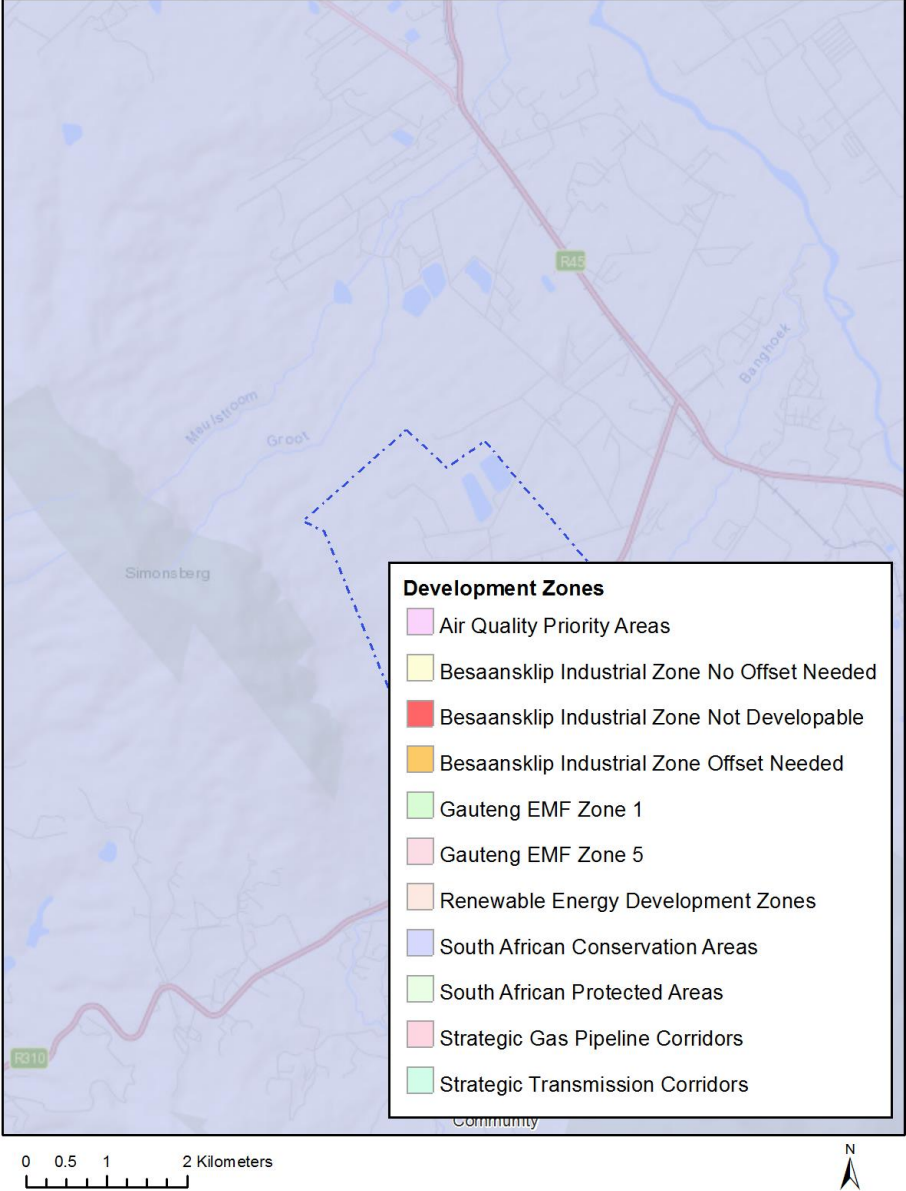 R45
Banghoek
Meulstroom
Groot
Simonsberg
Development Zones
Air Quality Priority Areas
Besaansklip Industrial Zone No Offset Needed
Besaansklip Industrial Zone Not Developable
Besaansklip Industrial Zone Offset Needed
Gauteng EMF Zone 1
Gauteng EMF Zone 5
Renewable Energy Development Zones
South African Conservation Areas
South African Protected Areas
Strategic Gas Pipeline Corridors
Strategic Transmission Corridors
R310
Community
0 0.5 1 2 Kilometers
N